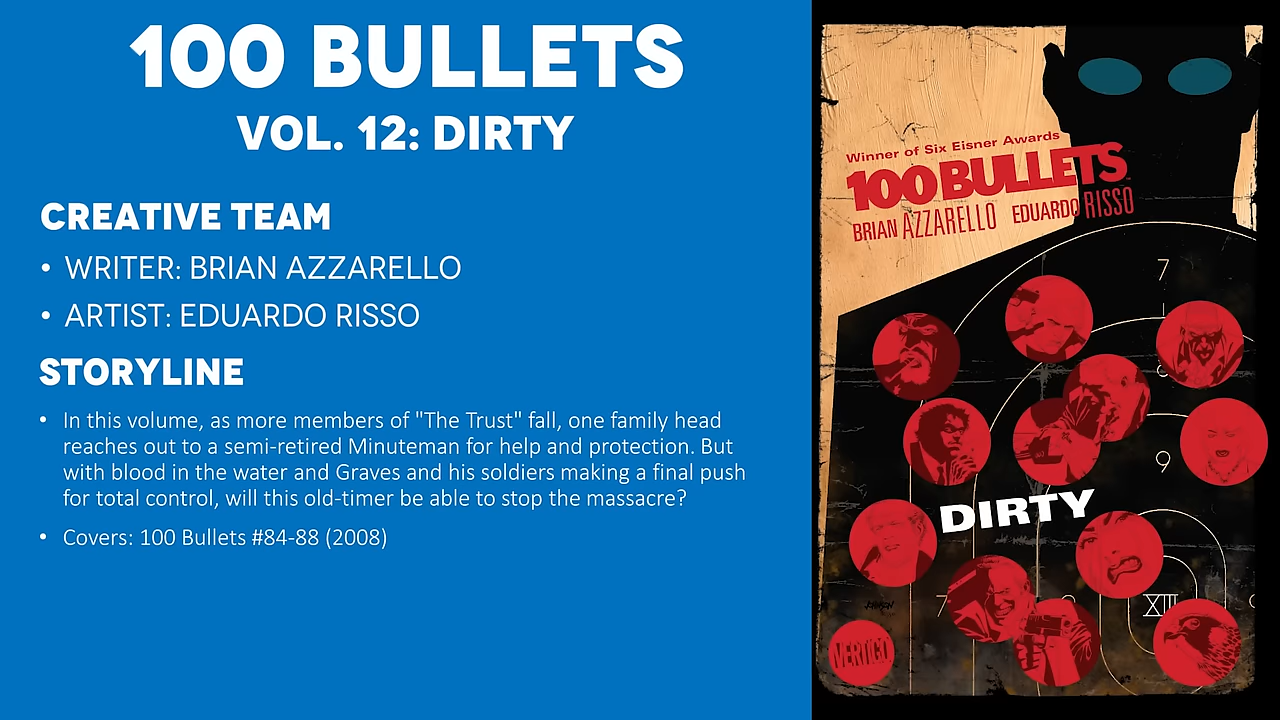 100 BULLETS
VOL. 12: DIRTY
CREATIVE TEAM
• WRITER: BRIAN AZZARELLO
• ARTIST: EDUARDO RISSO
STORYLINE
• In this volume, as more members of "The Trust" fall, one family head
reaches out to a semi-retired Minuteman for help and protection. But
with blood in the water and Graves and his soldiers making a final push
for total control, will this old-timer be able to stop the massacre?
• Covers: 100 Bullets #84-88 (2008)
Winner of Six Eisner Awards
100 BULLETS
BRIAN AZZARELLO EDUARDO RISSO
7
9
DIRTY
7
XIII
VERTIGO